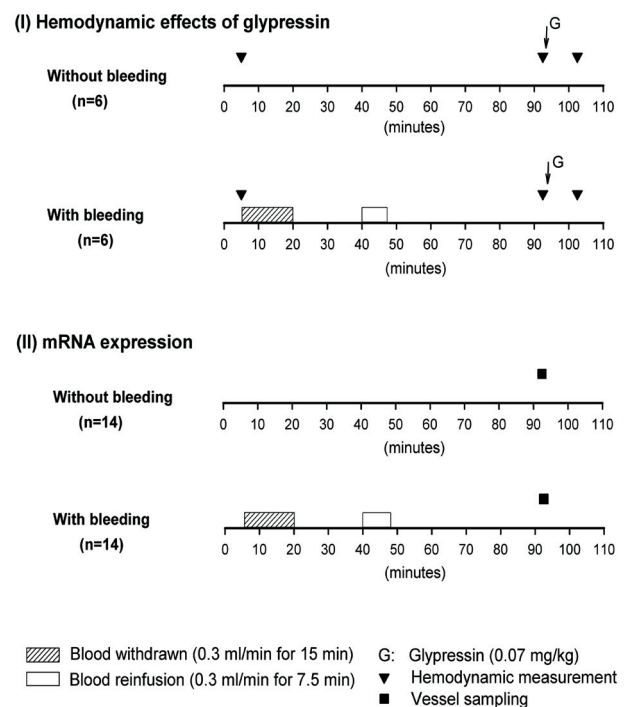 (I) Hemodynamic effects of glypressin
G
Without bleeding
(n=6)
0 10 20 30 40 50 60 70 80 90 100 110
(minutes)
G
With bleeding
(n=6)
0 10 20 30 40 50 60 70 80 90 100 110
(minutes)
(II) mRNA expression
Without bleeding
(n=14)
0 10 20 30 40 50 60 70 80 90 100 110
(minutes)
With bleeding
(n=14)
0 10 20 30 40 50 60 70 80 90 100 110
(minutes)
Blood withdrawn (0.3 ml/min for 15 min)
Blood reinfusion (0.3 ml/min for 7.5 min)
G: Glypressin (0.07 mg/kg)
Hemodynamic measurement
Vessel sampling